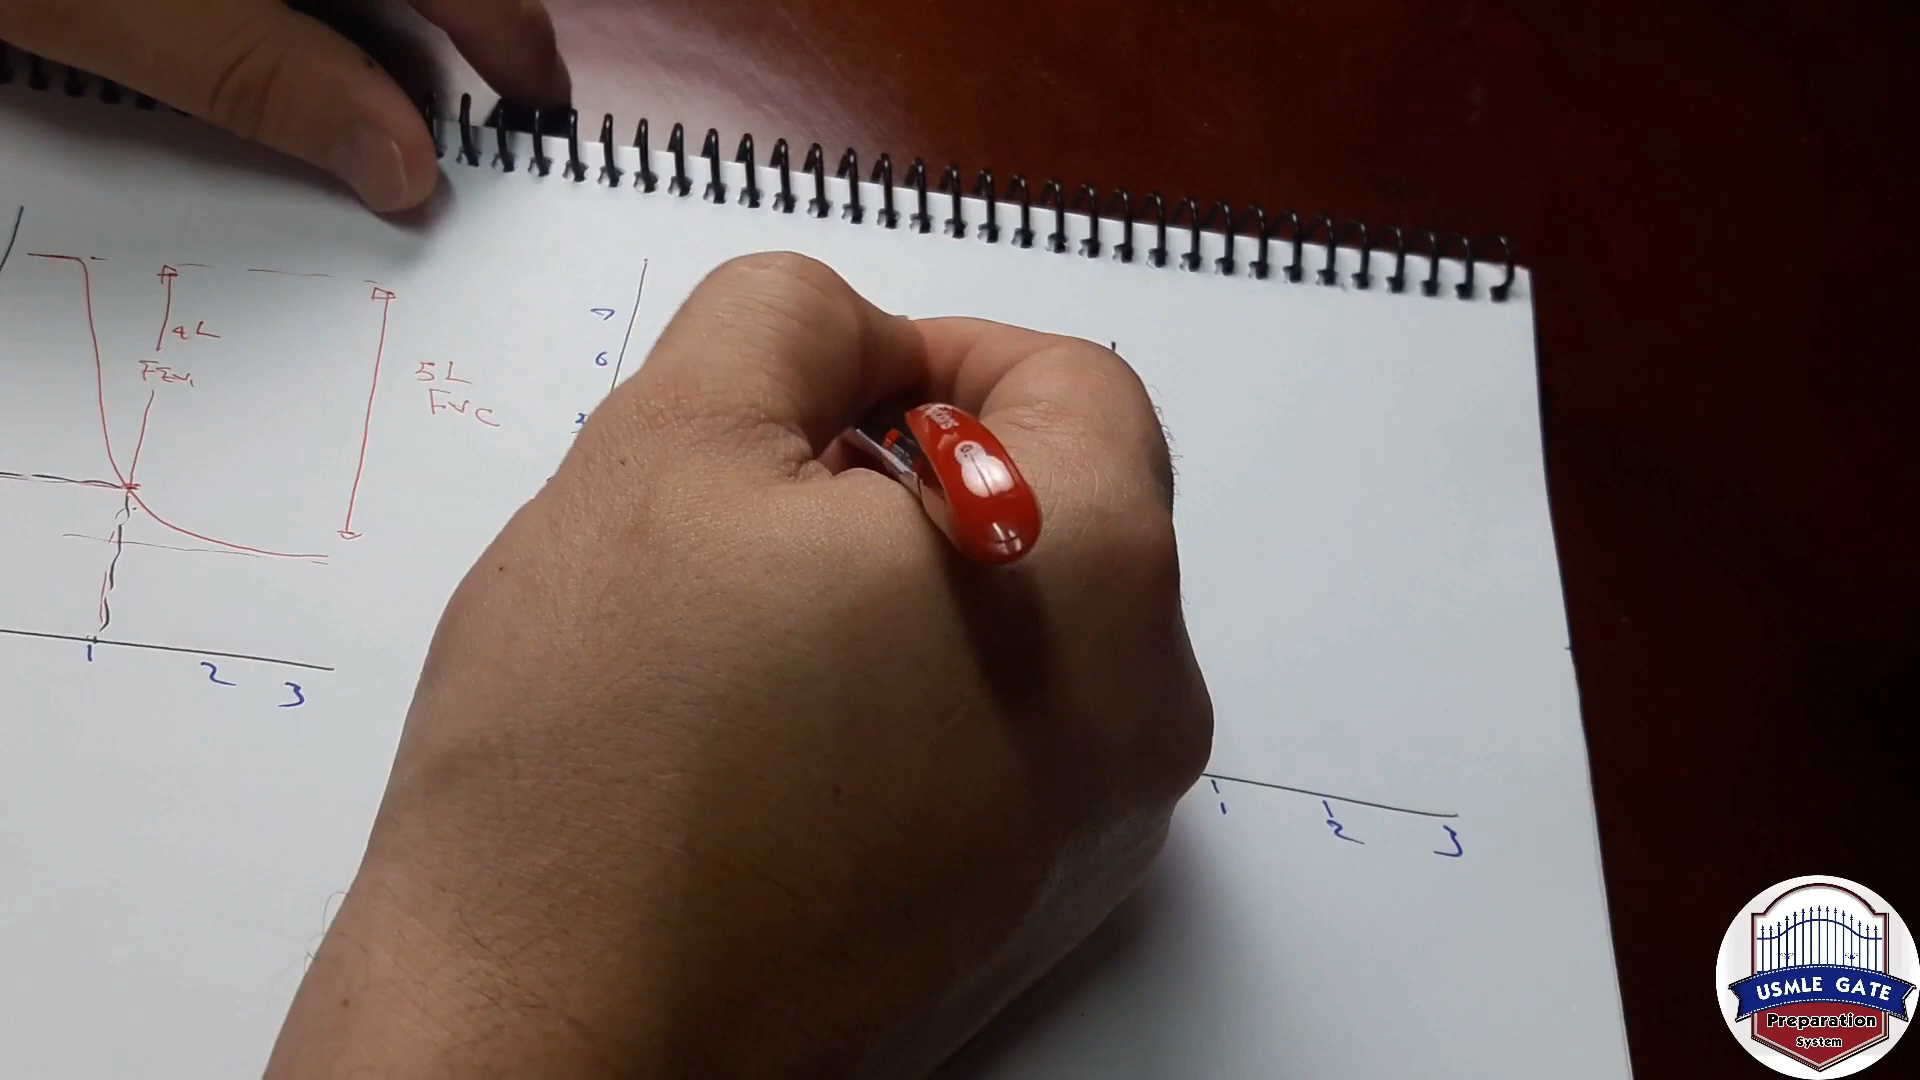 4L
FEV1
5L
FVC
1
2
3
7
6
1
2
3
USMLE GATE
Preparation
System